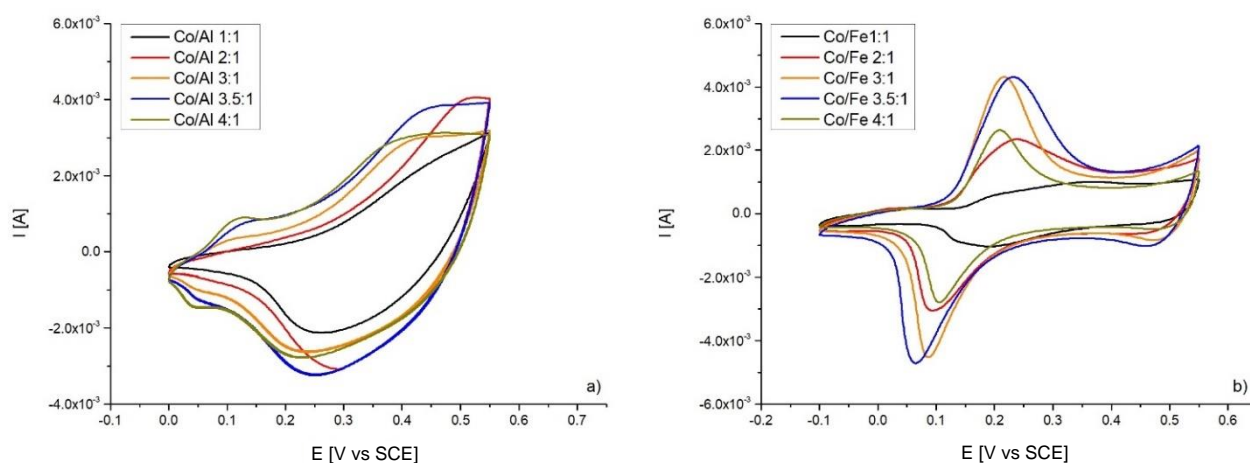 6.0x10⁻³
4.0x10⁻³
2.0x10⁻³
0.0
-2.0x10⁻³
-4.0x10⁻³
I [A]
Co/Al 1:1
Co/Al 2:1
Co/Al 3:1
Co/Al 3.5:1
Co/Al 4:1
a)
-0.1 0.0 0.1 0.2 0.3 0.4 0.5 0.6 0.7
E [V vs SCE]
6.0x10⁻³
4.0x10⁻³
2.0x10⁻³
0.0
-2.0x10⁻³
-4.0x10⁻³
-6.0x10⁻³
I [A]
Co/Fe1:1
Co/Fe 2:1
Co/Fe 3:1
Co/Fe 3.5:1
Co/Fe 4:1
b)
-0.2 -0.1 0.0 0.1 0.2 0.3 0.4 0.5 0.6
E [V vs SCE]